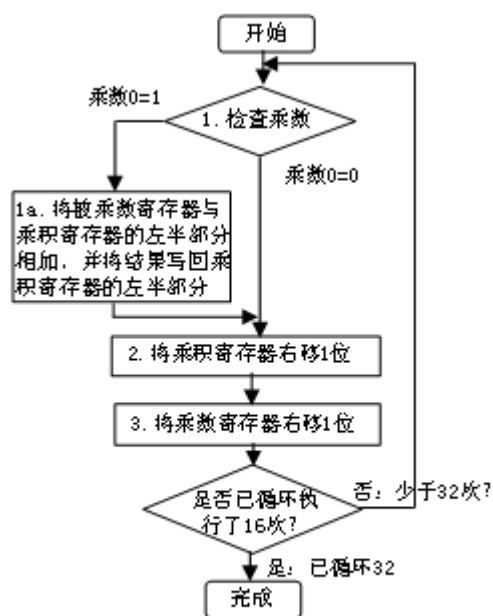 开始
乘数0=1
1.检查乘数
乘数0=0
1a.将被乘数寄存器与
乘积寄存器的左半部分
相加，并将结果写回乘
积寄存器的左半部分
2.将乘积寄存器右移1位
3.将乘数寄存器右移1位
是否已循环执
行了16次?
否：少于32次?
是：已循环32
完成